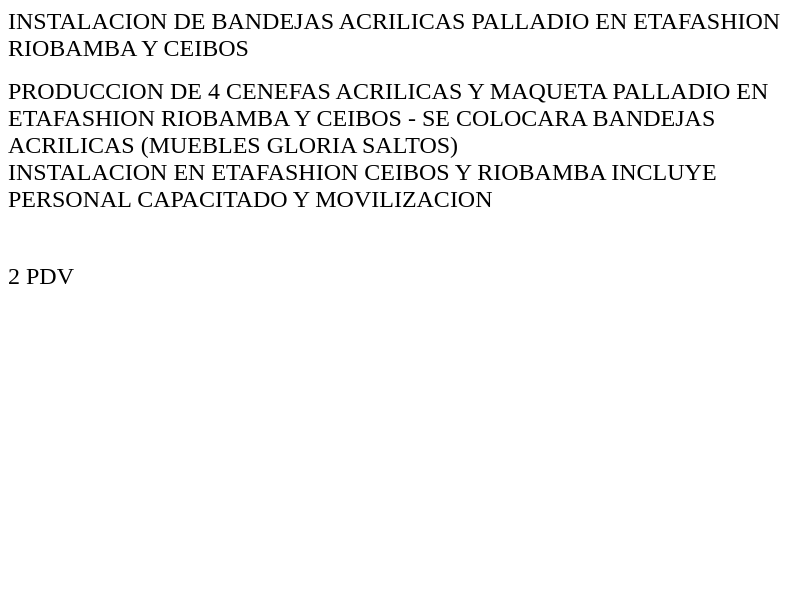 INSTALACION DE BANDEJAS ACRILICAS PALLADIO EN ETAFASHION
RIOBAMBA Y CEIBOS
PRODUCCION DE 4 CENEFAS ACRILICAS Y MAQUETA PALLADIO EN
ETAFASHION RIOBAMBA Y CEIBOS - SE COLOCARA BANDEJAS
ACRILICAS (MUEBLES GLORIA SALTOS)
INSTALACION EN ETAFASHION CEIBOS Y RIOBAMBA INCLUYE
PERSONAL CAPACITADO Y MOVILIZACION
2 PDV